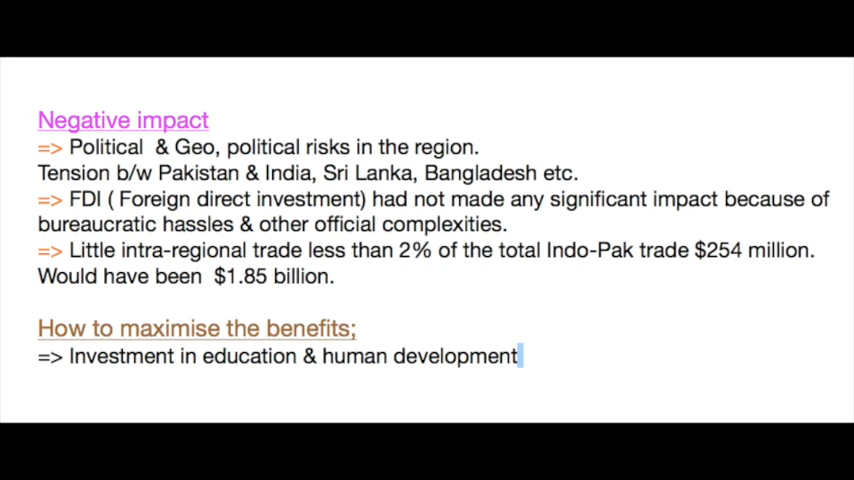 Negative impact
=> Political & Geo, political risks in the region.
Tension b/w Pakistan & India, Sri Lanka, Bangladesh etc.
=> FDI ( Foreign direct investment) had not made any significant impact because of
bureaucratic hassles & other official complexities.
=> Little intra-regional trade less than 2% of the total Indo-Pak trade $254 million.
Would have been $1.85 billion.
How to maximise the benefits;
=> Investment in education & human development